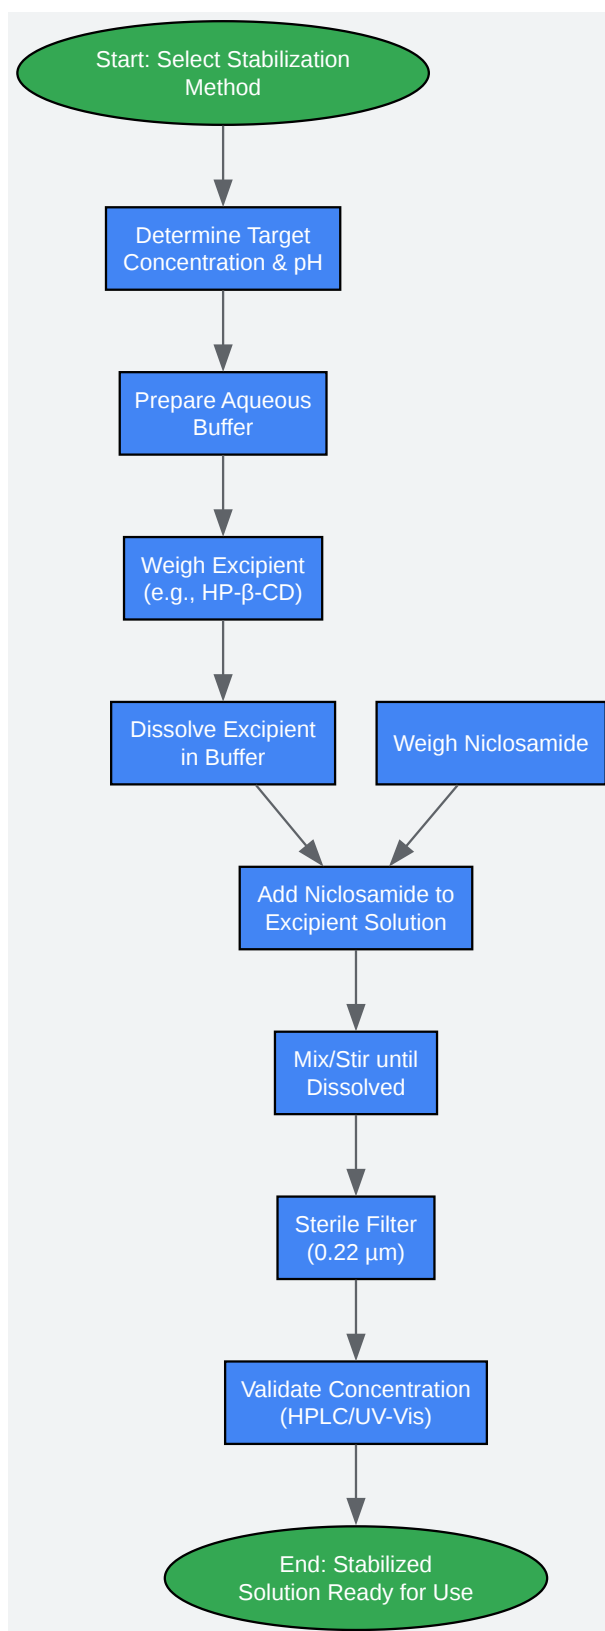 Start: Select Stabilization
Method
Determine Target
Concentration & pH
Prepare Aqueous
Buffer
Weigh Excipient
(e.g., HP-β-CD)
Dissolve Excipient
in Buffer
Weigh Niclosamide
Add Niclosamide to
Excipient Solution
Mix/Stir until
Dissolved
Sterile Filter
(0.22 µm)
Validate Concentration
(HPLC/UV-Vis)
End: Stabilized
Solution Ready for Use